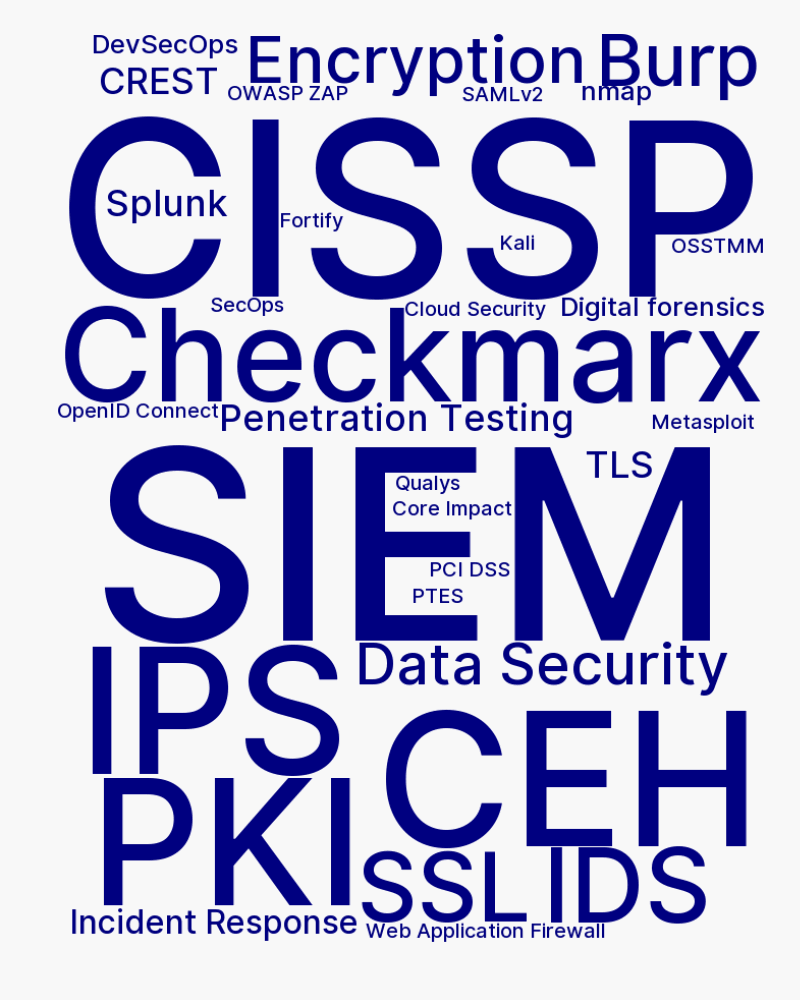 DevSecOps
Encryption
Burp
CREST
OWASP ZAP
SAMLv2
nmap
CISSP
Splunk
Fortify
Kali
OSSTMM
SecOps
Cloud Security
Digital forensics
Checkmarx
OpenID Connect
Penetration Testing
Metasploit
SIEM
TLS
Qualys
Core Impact
PCI DSS
PTES
IPS
Data Security
CEH
PKI
SSL
IDS
Incident Response
Web Application Firewall